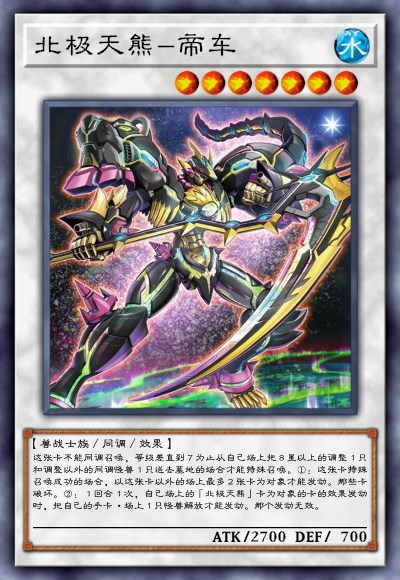 北极天熊-帝车
水
【兽战士族/同调/效果】
这张卡不能同调召唤，等级差直到7为止从自己场上把8星以上的调整1只
和调整以外的同调怪兽1只送去墓地的场合才能特殊召唤。①：这张卡特殊
召唤成功的场合，以这张卡以外的场上最多2张卡为对象才能发动。那些卡
破坏。②：1回合1次，自己场上的「北极天熊」卡为对象的卡的效果发动
时，把自己的手卡·场上1只怪兽解放才能发动。那个发动无效。
ATK/2700 DEF/ 700